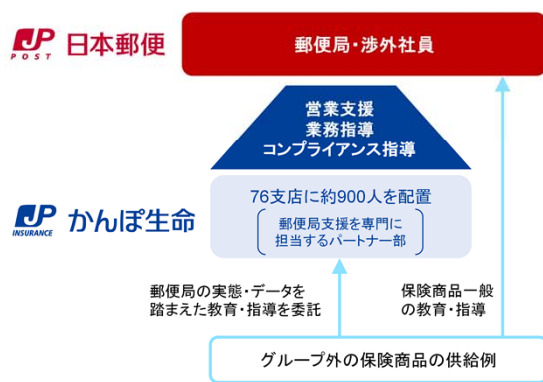 JP
POST
日本郵便
郵便局・渉外社員
営業支援
業務指導
コンプライアンス指導
JP
INSURANCE
かんぽ生命
76支店に約900人を配置
郵便局支援を専門に
担当するパートナー部
郵便局の実態・データを
踏まえた教育・指導を委託
保険商品一般
の教育・指導
グループ外の保険商品の供給例